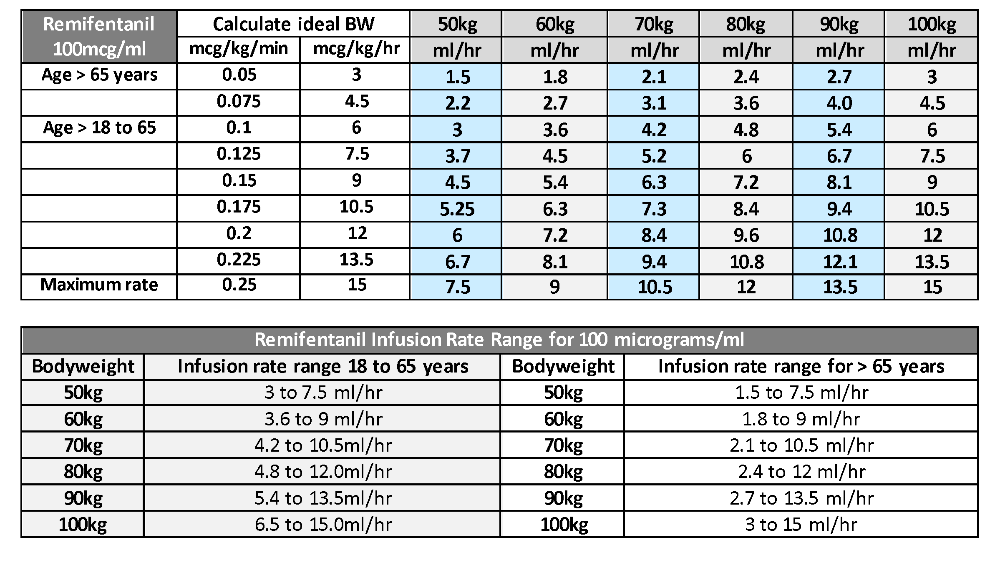 Remifentanil Calculate ideal BW 50kg 60kg 70kg 80kg 90kg 100kg
100mcg/ml mcg/kg/min mcg/kg/hr ml/hr ml/hr ml/hr ml/hr ml/hr ml/hr
Age > 65 years 0.05 3 1.5 1.8 2.1 2.4 2.7 3
0.075 4.5 2.2 2.7 3.1 3.6 4.0 4.5
Age > 18 to 65 0.1 6 3 3.6 4.2 4.8 5.4 6
0.125 7.5 3.7 4.5 5.2 6 6.7 7.5
0.15 9 4.5 5.4 6.3 7.2 8.1 9
0.175 10.5 5.25 6.3 7.3 8.4 9.4 10.5
0.2 12 6 7.2 8.4 9.6 10.8 12
0.225 13.5 6.7 8.1 9.4 10.8 12.1 13.5
Maximum rate 0.25 15 7.5 9 10.5 12 13.5 15
Remifentanil Infusion Rate Range for 100 micrograms/ml
Bodyweight Infusion rate range 18 to 65 years Bodyweight Infusion rate range for > 65 years
50kg 3 to 7.5 ml/hr 50kg 1.5 to 7.5 ml/hr
60kg 3.6 to 9 ml/hr 60kg 1.8 to 9 ml/hr
70kg 4.2 to 10.5ml/hr 70kg 2.1 to 10.5 ml/hr
80kg 4.8 to 12.0ml/hr 80kg 2.4 to 12 ml/hr
90kg 5.4 to 13.5ml/hr 90kg 2.7 to 13.5 ml/hr
100kg 6.5 to 15.0ml/hr 100kg 3 to 15 ml/hr